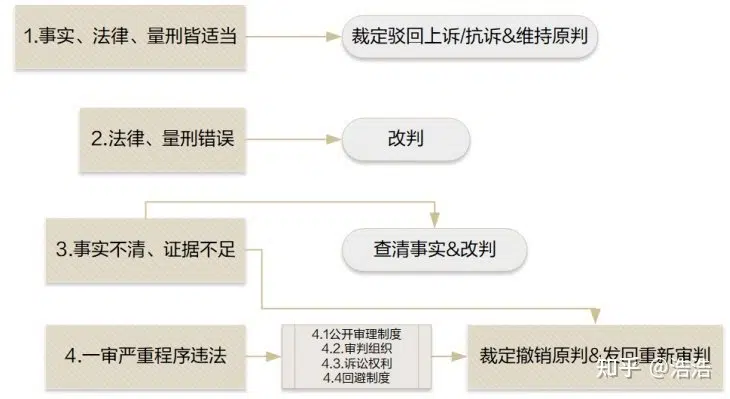 1.事实、法律、量刑皆适当
裁定驳回上诉/抗诉&维持原判
2.法律、量刑错误
改判
3.事实不清、证据不足
查清事实&改判
4.一审严重程序违法
4.1公开审理制度
4.2.审判组织
4.3.诉讼权利
4.4回避制度
裁定撤销原判&发回重新审判
知乎 @浩浩